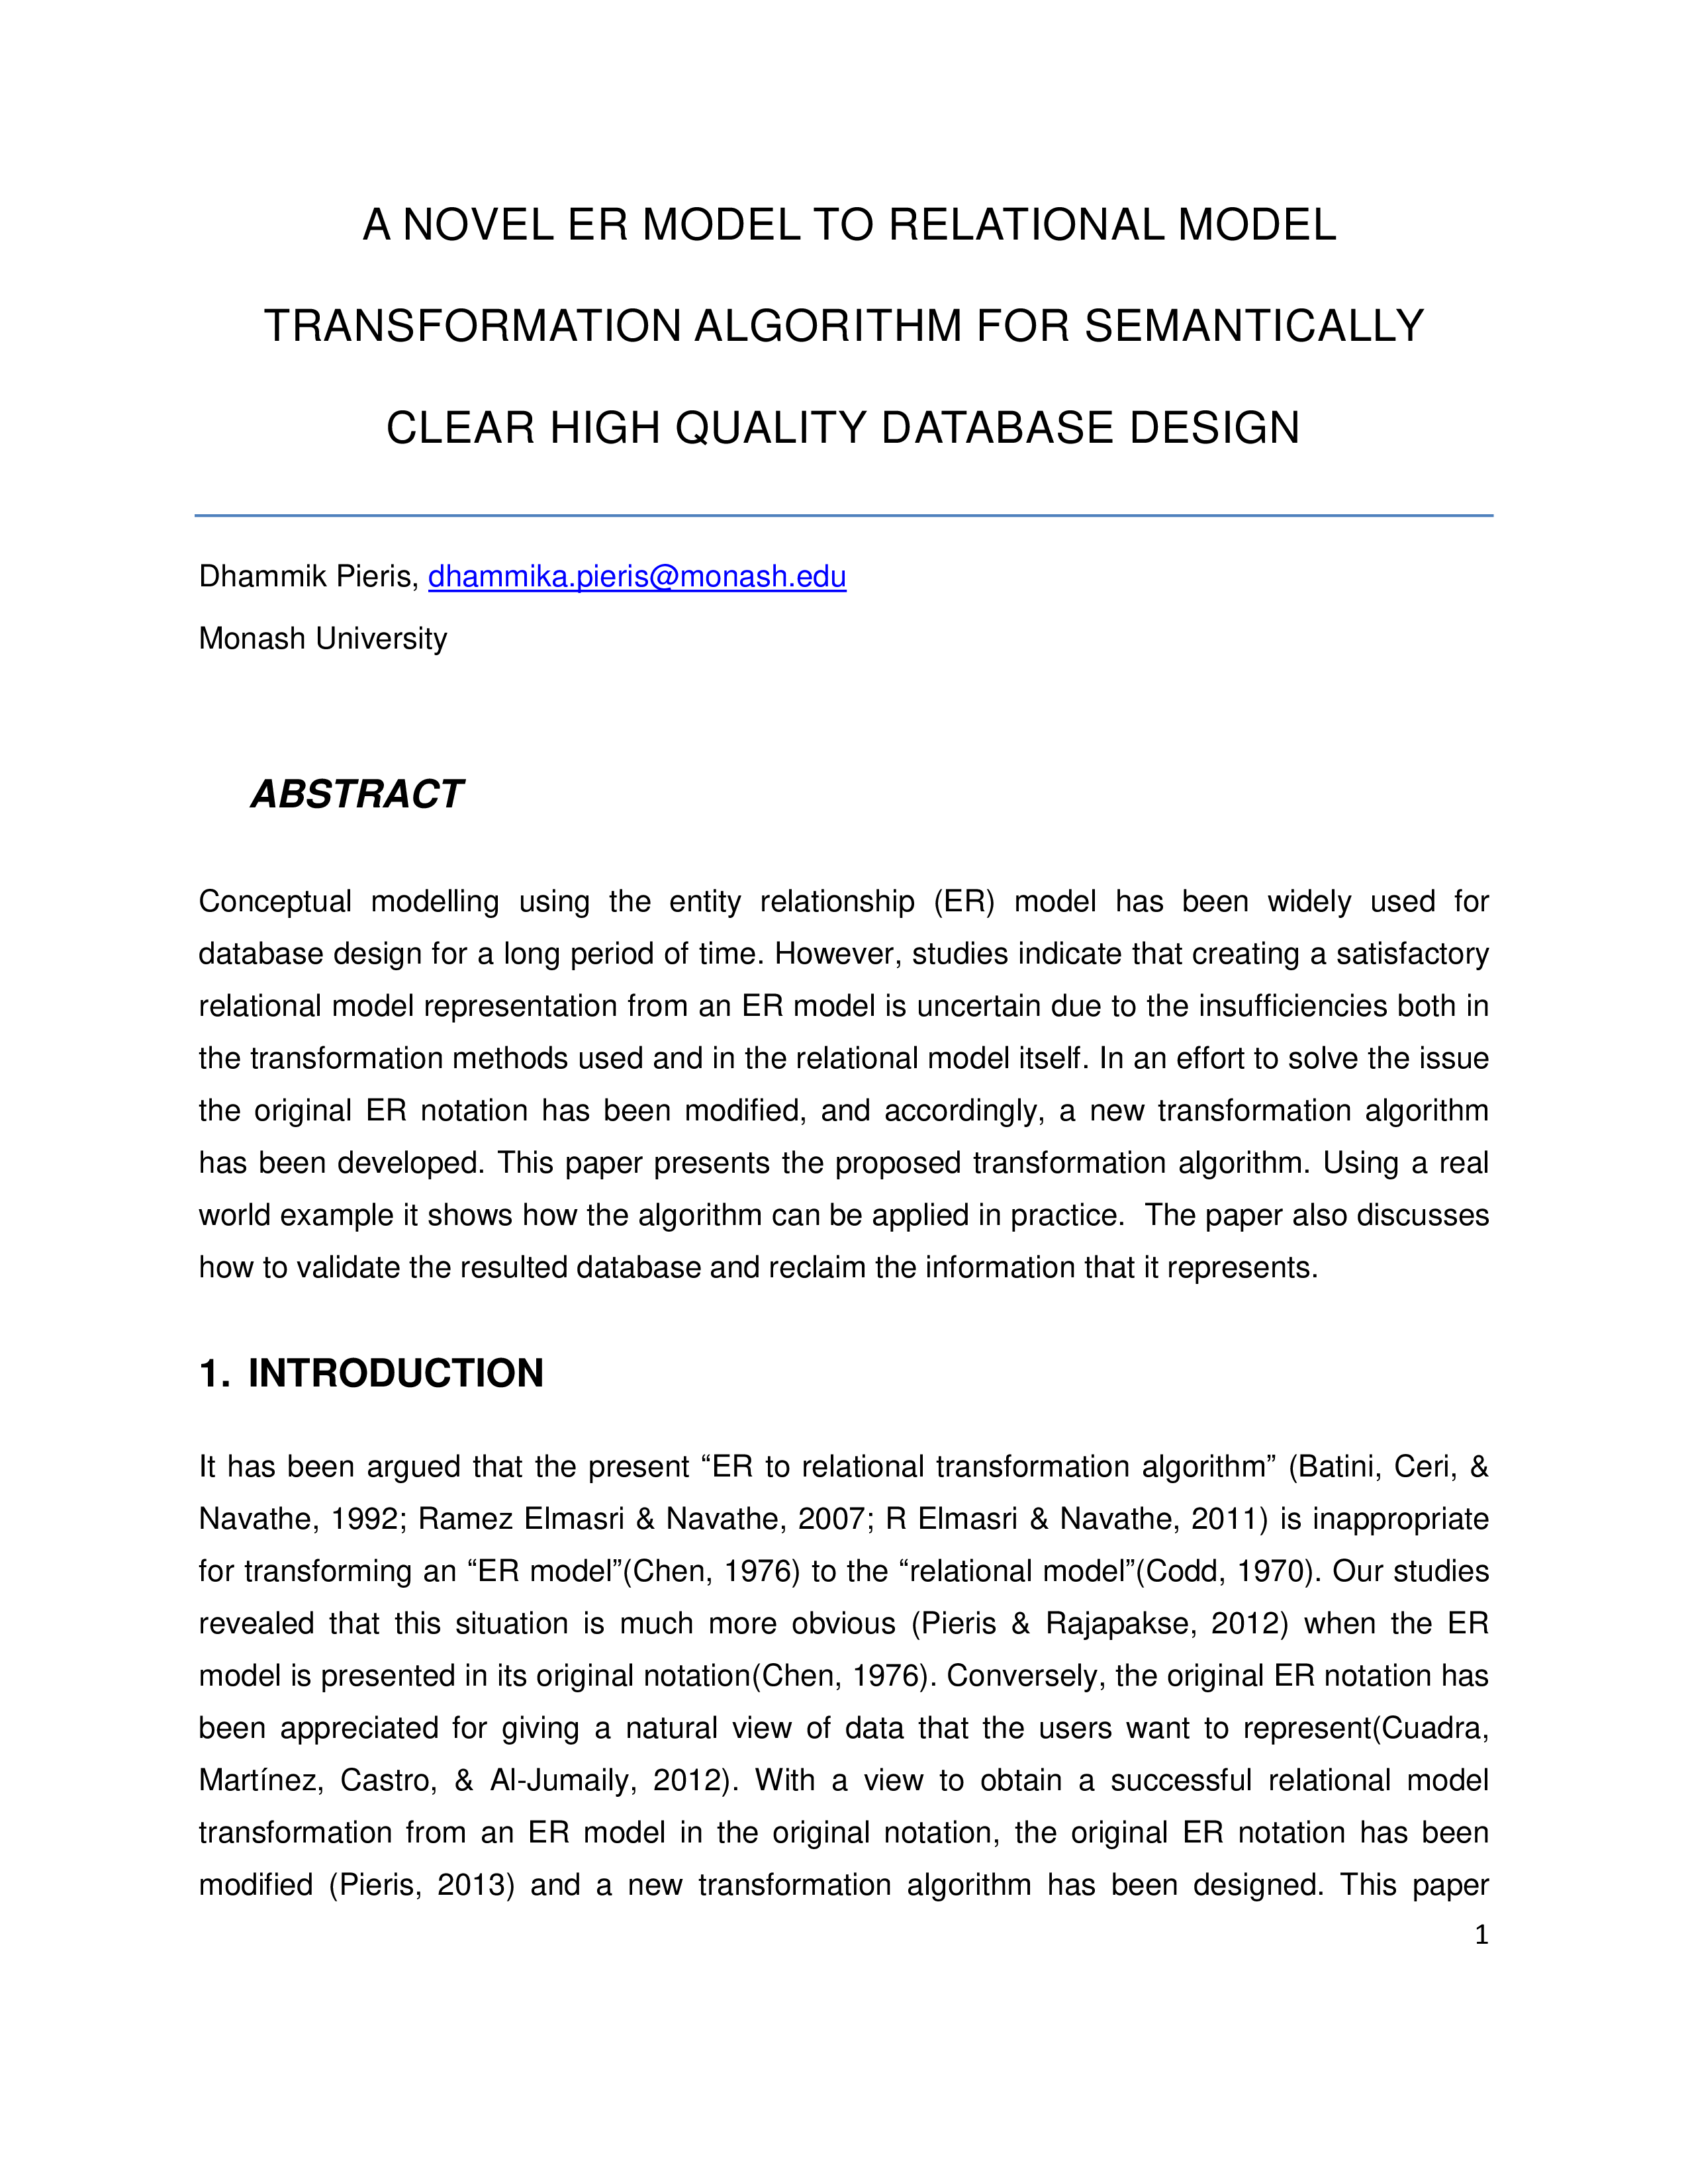 A NOVEL ER MODEL TO RELATIONAL MODEL
TRANSFORMATION ALGORITHM FOR SEMANTICALLY
CLEAR HIGH QUALITY DATABASE DESIGN
Dhammik Pieris, dhammika.pieris@monash.edu
Monash University
ABSTRACT
Conceptual modelling using the entity relationship (ER) model has been widely used for
database design for a long period of time. However, studies indicate that creating a satisfactory
relational model representation from an ER model is uncertain due to the insufficiencies both in
the transformation methods used and in the relational model itself. In an effort to solve the issue
the original ER notation has been modified, and accordingly, a new transformation algorithm
has been developed. This paper presents the proposed transformation algorithm. Using a real
world example it shows how the algorithm can be applied in practice.  The paper also discusses
how to validate the resulted database and reclaim the information that it represents.
1. INTRODUCTION
It has been argued that the present “ER to relational transformation algorithm” (Batini, Ceri, &
Navathe, 1992; Ramez Elmasri & Navathe, 2007; R Elmasri & Navathe, 2011) is inappropriate
for transforming an “ER model”(Chen, 1976) to the “relational model”(Codd, 1970). Our studies
revealed that this situation is much more obvious (Pieris & Rajapakse, 2012) when the ER
model is presented in its original notation(Chen, 1976). Conversely, the original ER notation has
been appreciated for giving a natural view of data that the users want to represent(Cuadra,
Martínez, Castro, & Al-Jumaily, 2012). With a view to obtain a successful relational model
transformation from an ER model in the original notation, the original ER notation has been
modified (Pieris, 2013) and a new transformation algorithm has been designed. This paper
1